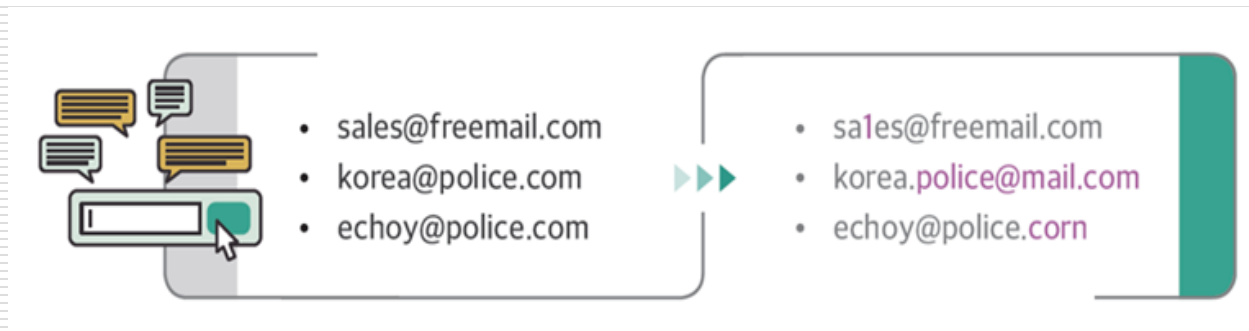 • sales@freemail.com
• korea@police.com
• echoy@police.com
• sa1es@freemail.com
• korea.police@mail.com
• echoy@police.corn